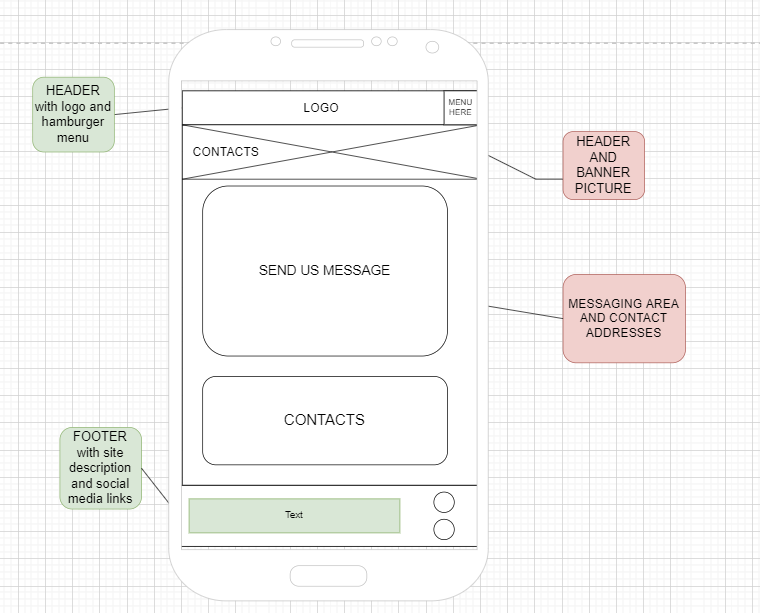 HEADER
with logo and
hamburger
menu
LOGO
MENU
HERE
CONTACTS
HEADER
AND
BANNER
PICTURE
SEND US MESSAGE
MESSAGING AREA
AND CONTACT
ADDRESSES
CONTACTS
FOOTER
with site
description
and social
media links
Text